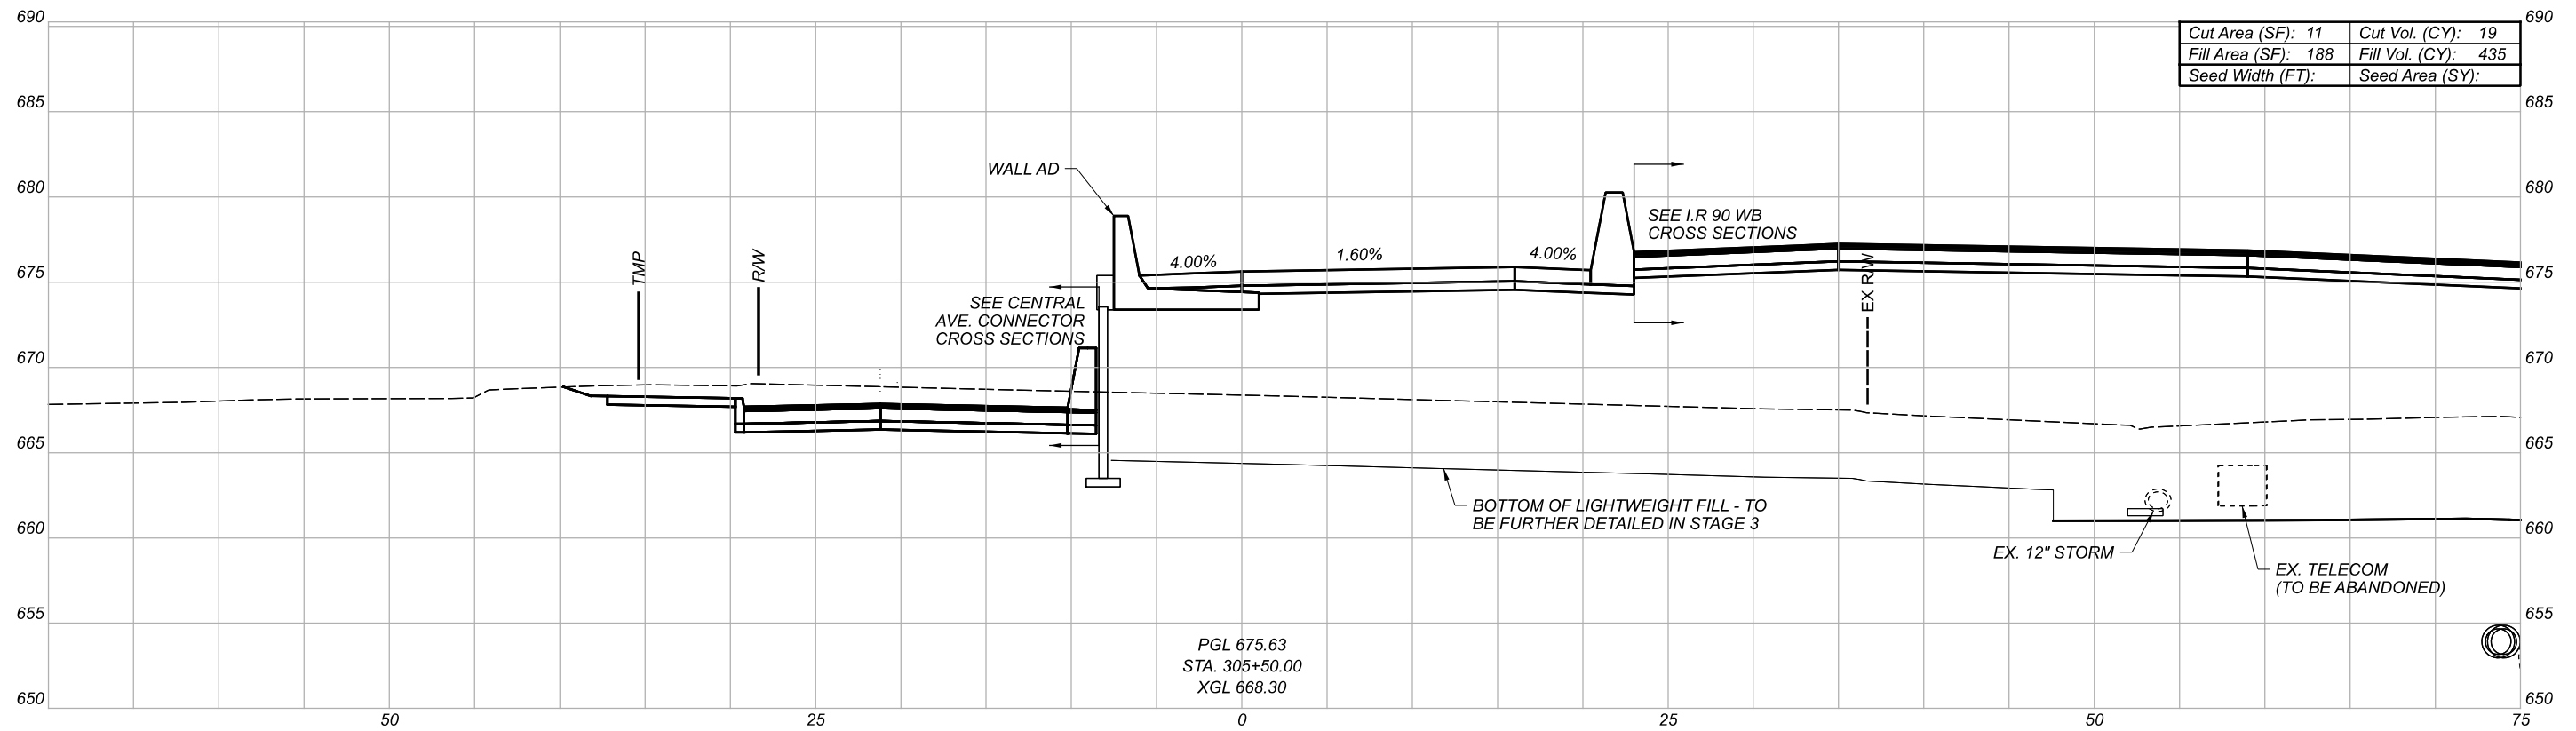 690
690
Cut Area (SF): 11 Cut Vol. (CY): 19
Fill Area (SF): 188 Fill Vol. (CY): 435
Seed Width (FT): Seed Area (SY):
685
685
WALL AD
680
680
SEE I.R 90 WB
CROSS SECTIONS
TMP
R/W
4.00%
1.60%
4.00%
675
675
EX R/W
SEE CENTRAL
AVE. CONNECTOR
CROSS SECTIONS
670
670
665
665
BOTTOM OF LIGHTWEIGHT FILL - TO
BE FURTHER DETAILED IN STAGE 3
660
660
EX. 12" STORM
EX. TELECOM
(TO BE ABANDONED)
655
655
PGL 675.63
STA. 305+50.00
XGL 668.30
650
650
50 25 0 25 50 75